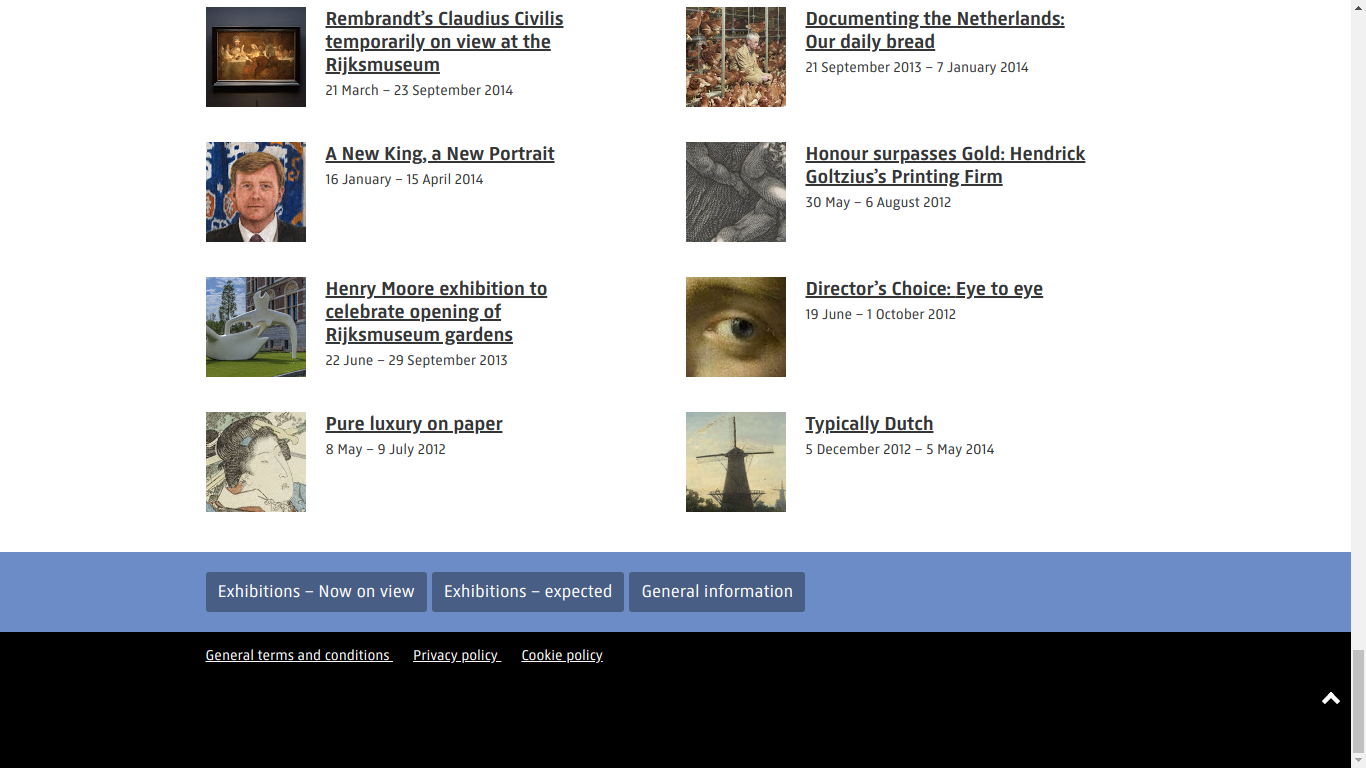 Rembrandt’s Claudius Civilis
temporarily on view at the
Rijksmuseum
21 March – 23 September 2014
Documenting the Netherlands:
Our daily bread
21 September 2013 – 7 January 2014
A New King, a New Portrait
16 January – 15 April 2014
Honour surpasses Gold: Hendrick
Goltzius’s Printing Firm
30 May – 6 August 2012
Henry Moore exhibition to
celebrate opening of
Rijksmuseum gardens
22 June – 29 September 2013
Director’s Choice: Eye to eye
19 June – 1 October 2012
Pure luxury on paper
8 May – 9 July 2012
Typically Dutch
5 December 2012 – 5 May 2014
Exhibitions – Now on view
Exhibitions – expected
General information
General terms and conditions
Privacy policy
Cookie policy